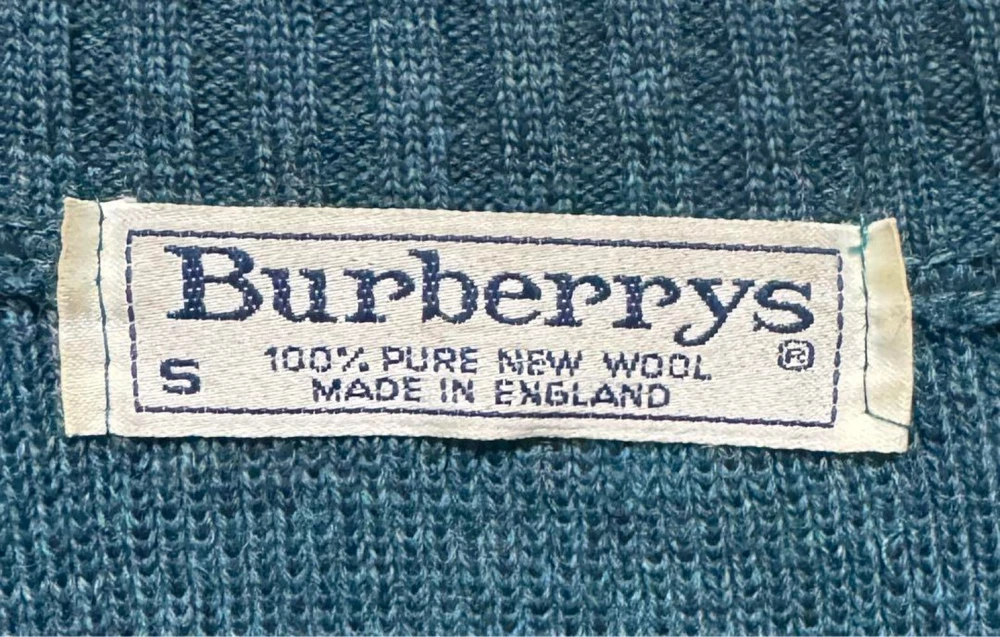 Burberrys
®
S
100% PURE NEW WOOL
MADE IN ENGLAND